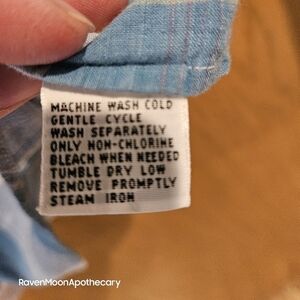 MACHINE WASH COLD
GENTLE CYCLE
WASH SEPARATELY
ONLY NON-CHLORINE
BLEACH WHEN NEEDED
TUMBLE DRY LOW
REMOVE PROMPTLY
STEAM IRON
RavenMoonApothecary